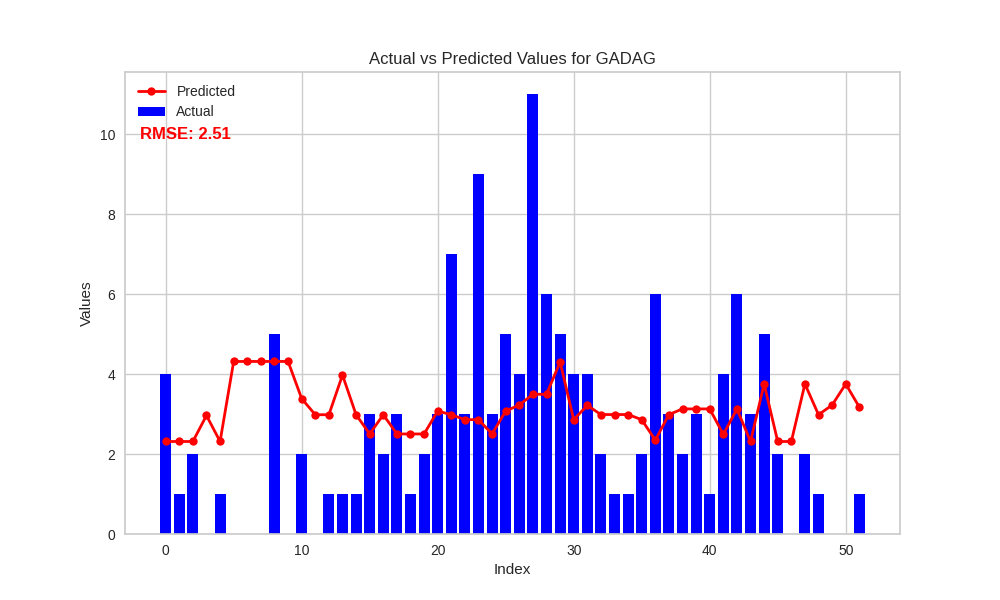 Actual vs Predicted Values for GADAG
Predicted
Actual
RMSE: 2.51
Values
10
8
6
4
2
0
0 10 20 30 40 50
Index